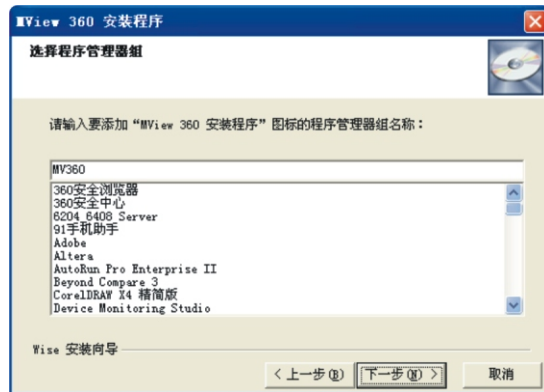 MView 360 安装程序
选择程序管理器组
请输入要添加“MView 360 安装程序”图标的程序管理器组名称：
MV360
360安全浏览器
360安全中心
6204_6408 Server
91手机助手
Adobe
Altera
AutoRun Pro Enterprise II
Beyond Compare 3
CorelDRAW X4 精简版
Device Monitoring Studio
Wise 安装向导
< 上一步(B) 下一步(N) > 取消